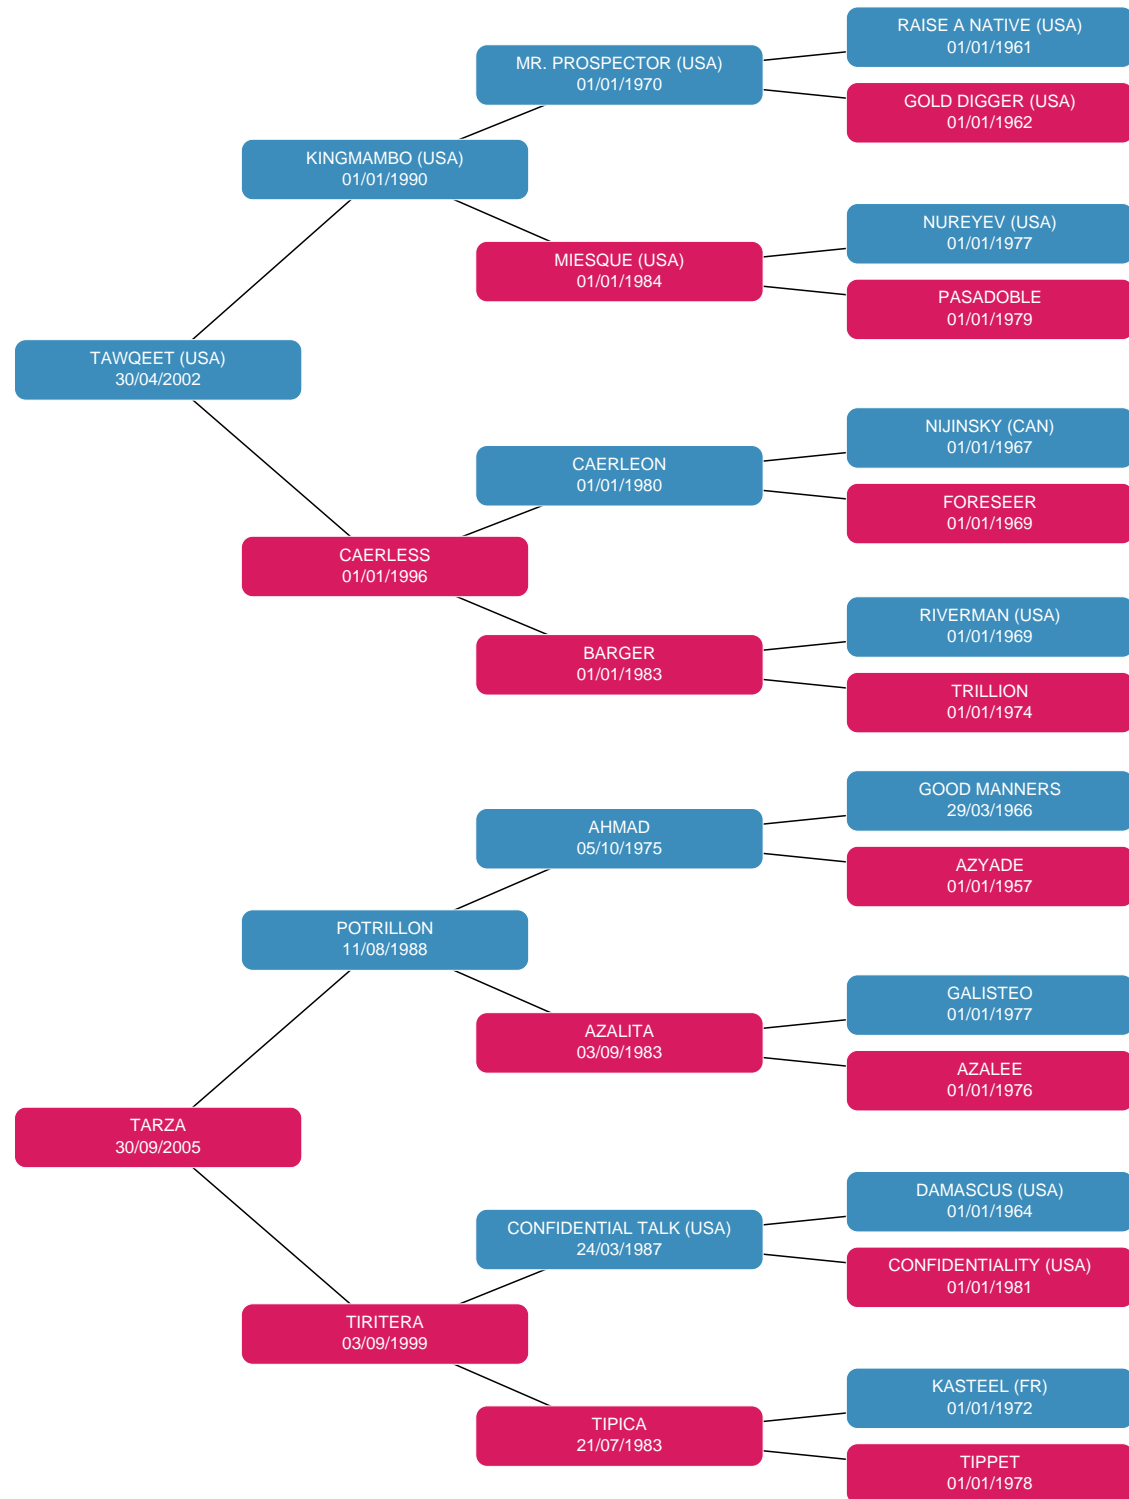 RAISE A NATIVE (USA)
01/01/1961
MR. PROSPECTOR (USA)
01/01/1970
GOLD DIGGER (USA)
01/01/1962
KINGMAMBO (USA)
01/01/1990
NUREYEV (USA)
01/01/1977
MIESQUE (USA)
01/01/1984
PASADOBLE
01/01/1979
TAWQEET (USA)
30/04/2002
NIJINSKY (CAN)
01/01/1967
CAERLEON
01/01/1980
FORESEER
01/01/1969
CAERLESS
01/01/1996
RIVERMAN (USA)
01/01/1969
BARGER
01/01/1983
TRILLION
01/01/1974
GOOD MANNERS
29/03/1966
AHMAD
05/10/1975
AZYADE
01/01/1957
POTRILLON
11/08/1988
GALISTEO
01/01/1977
AZALITA
03/09/1983
AZALEE
01/01/1976
TARZA
30/09/2005
DAMASCUS (USA)
01/01/1964
CONFIDENTIAL TALK (USA)
24/03/1987
CONFIDENTIALITY (USA)
01/01/1981
TIRITERA
03/09/1999
KASTEEL (FR)
01/01/1972
TIPICA
21/07/1983
TIPPET
01/01/1978